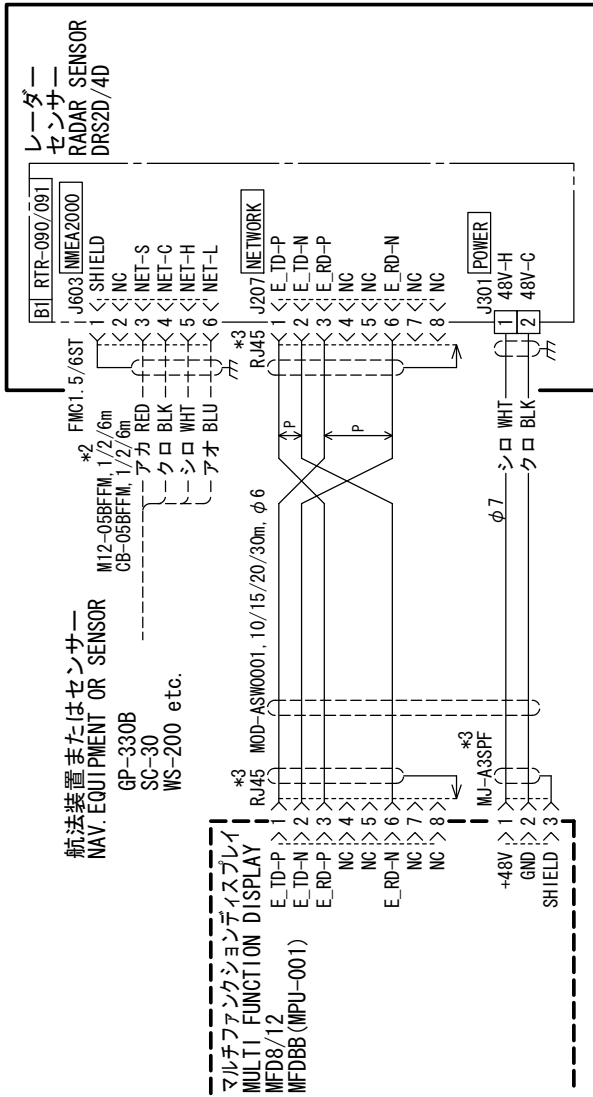 レーダー
センサー
RADAR SENSOR
DRS2D/4D
B1 RTR-090/091
J603 NMEA2000
FMC1.5/6ST
1 SHIELD
2 NC
3 NET-S
4 NET-C
5 NET-H
6 NET-L
航法装置またはセンサー
NAV. EQUIPMENT OR SENSOR
GP-330B
SC-30
WS-200 etc.
*2
M12-05BFFM, 1/2/6m
CB-05BFFM, 1/2/6m
アカ RED
クロ BLK
シロ WHT
アオ BLU
J207 NETWORK
*3
RJ45
1 E_TD-P
2 E_TD-N
3 E_RD-P
4 NC
5 NC
6 E_RD-N
7 NC
8 NC
P
P
MOD-ASW0001, 10/15/20/30m, φ6
J301 POWER
1 48V-H
2 48V-C
シロ WHT
クロ BLK
φ7
マルチファンクションディスプレイ
MULTI FUNCTION DISPLAY
MFD8/12
MFDBB(MPU-001)
*3
RJ45
E_TD-P 1
E_TD-N 2
E_RD-P 3
NC 4
NC 5
E_RD-N 6
NC 7
NC 8
*3
MJ-A3SPF
+48V 1
GND 2
SHIELD 3